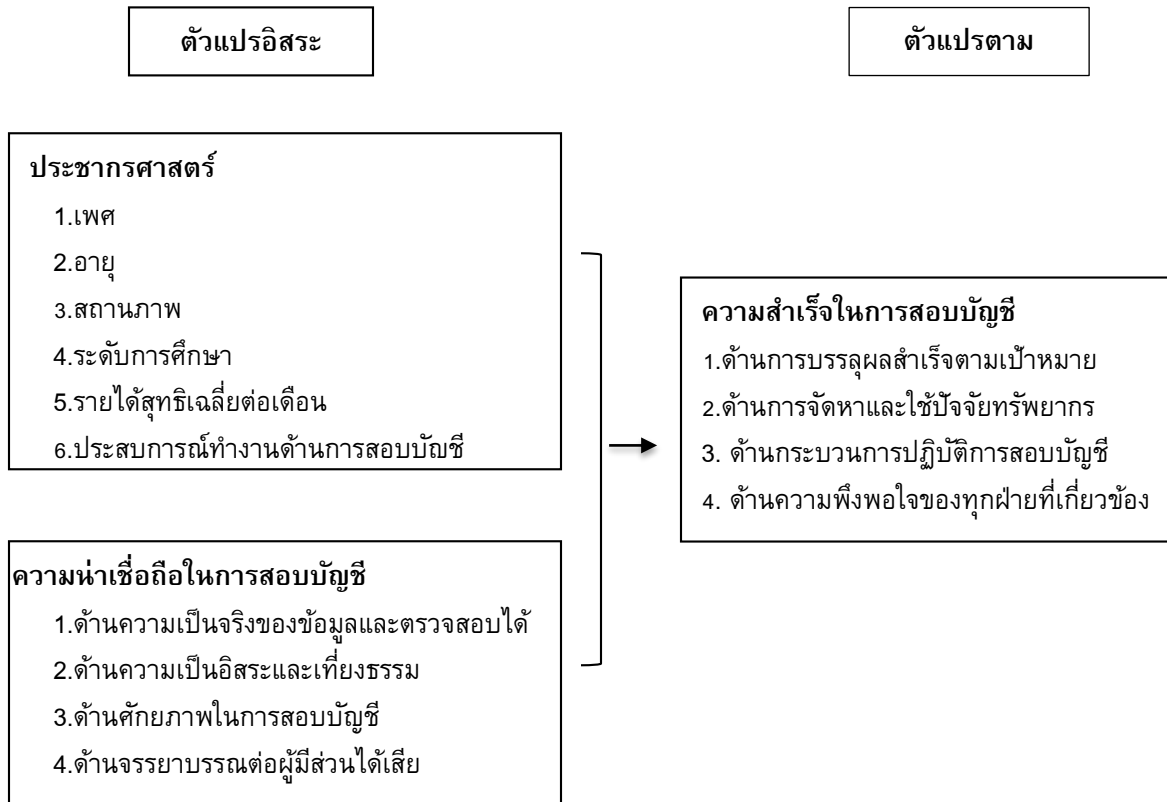 ตัวแปรอิสระ
ตัวแปรตาม
ประชากรศาสตร์
1.เพศ
2.อายุ
3.สถานภาพ
4.ระดับการศึกษา
5.รายได้สุทธิเฉลี่ยต่อเดือน
6.ประสบการณ์ทำงานด้านการสอบบัญชี
ความน่าเชื่อถือในการสอบบัญชี
1.ด้านความเป็นจริงของข้อมูลและตรวจสอบได้
2.ด้านความเป็นอิสระและเที่ยงธรรม
3.ด้านศักยภาพในการสอบบัญชี
4.ด้านจรรยาบรรณต่อผู้มีส่วนได้เสีย
ความสำเร็จในการสอบบัญชี
1.ด้านการบรรลุผลสำเร็จตามเป้าหมาย
2.ด้านการจัดหาและใช้ปัจจัยทรัพยากร
3. ด้านกระบวนการปฏิบัติการสอบบัญชี
4. ด้านความพึงพอใจของทุกฝ่ายที่เกี่ยวข้อง